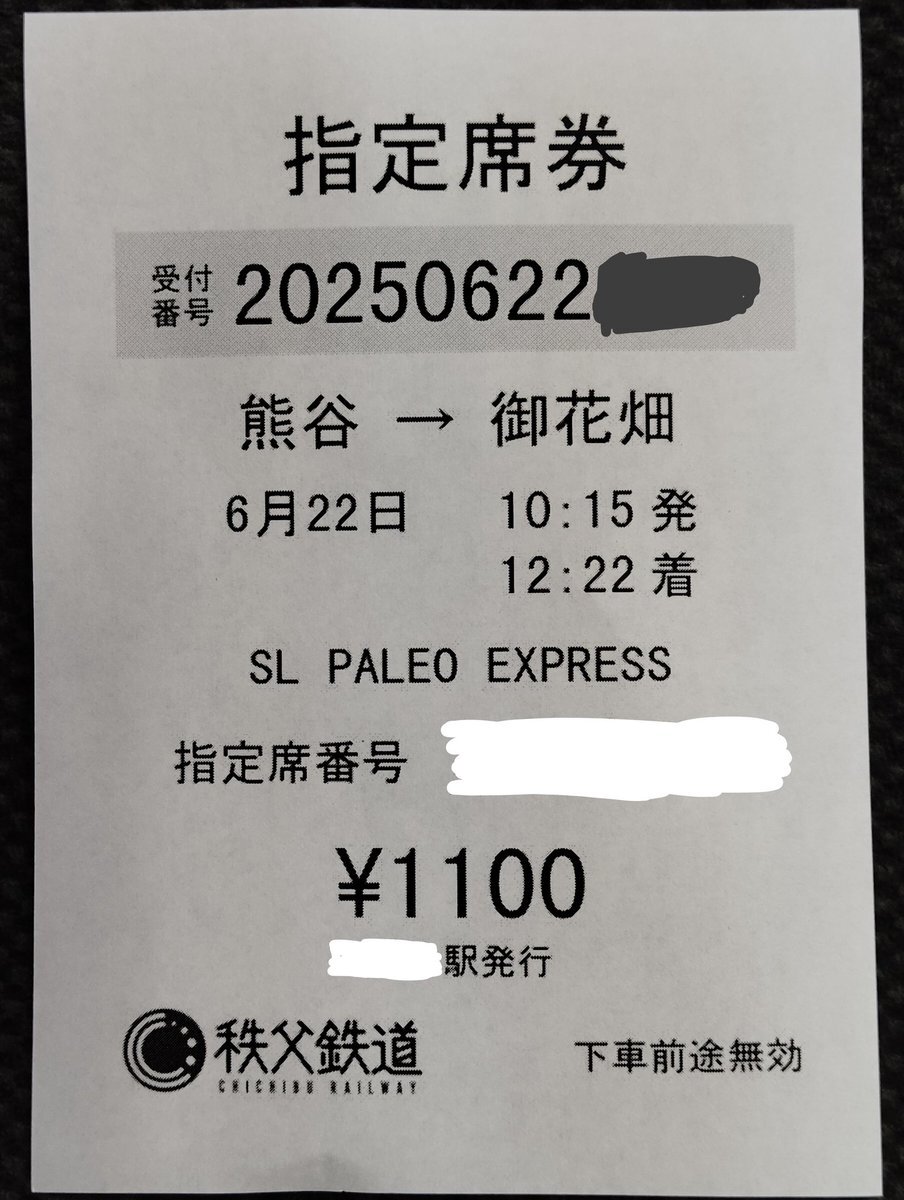 指定席券
受付番号 20250622
熊谷 → 御花畑
6月22日 10:15 発
12:22 着
SL PALEO EXPRESS
指定席番号
¥1100
駅発行
秩父鉄道
CHICHIBU RAILWAY
下車前途無効